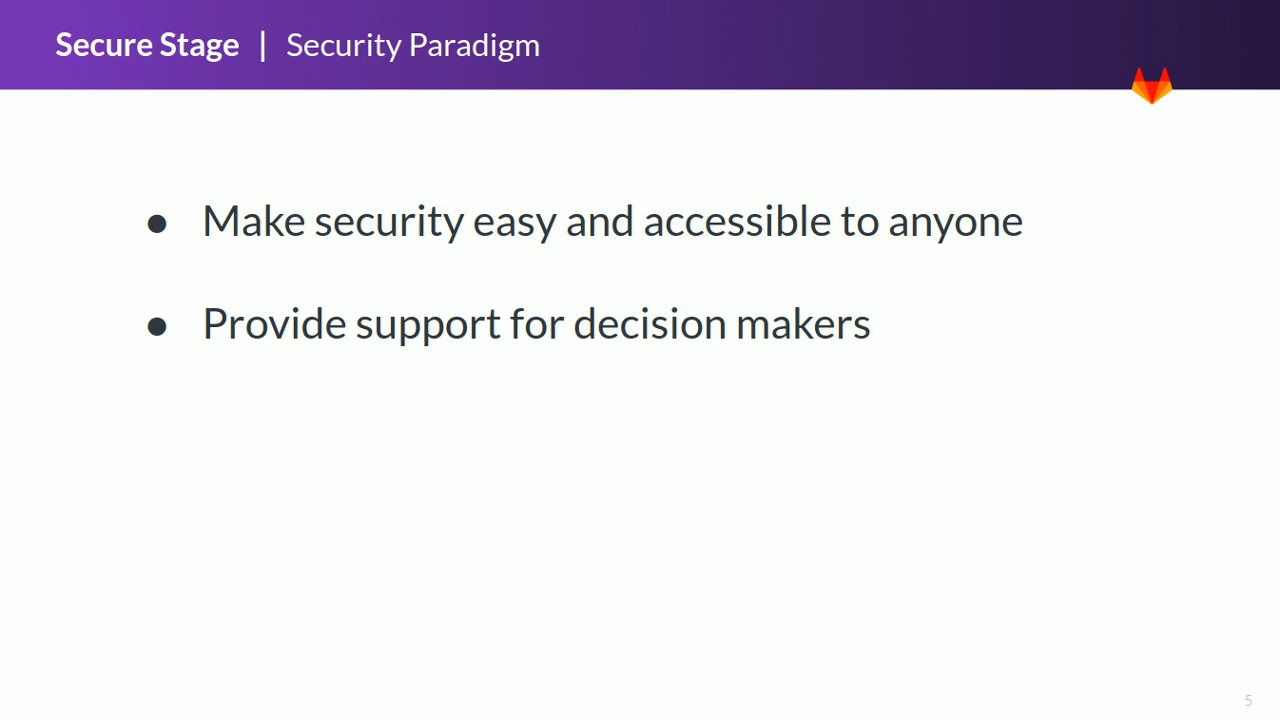 Secure Stage | Security Paradigm
● Make security easy and accessible to anyone
● Provide support for decision makers
5